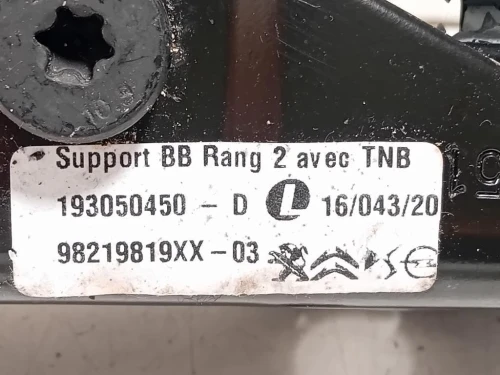 Support BB Rang 2 avec TNB
193050450 - D L 16/043/20
98219819XX-03